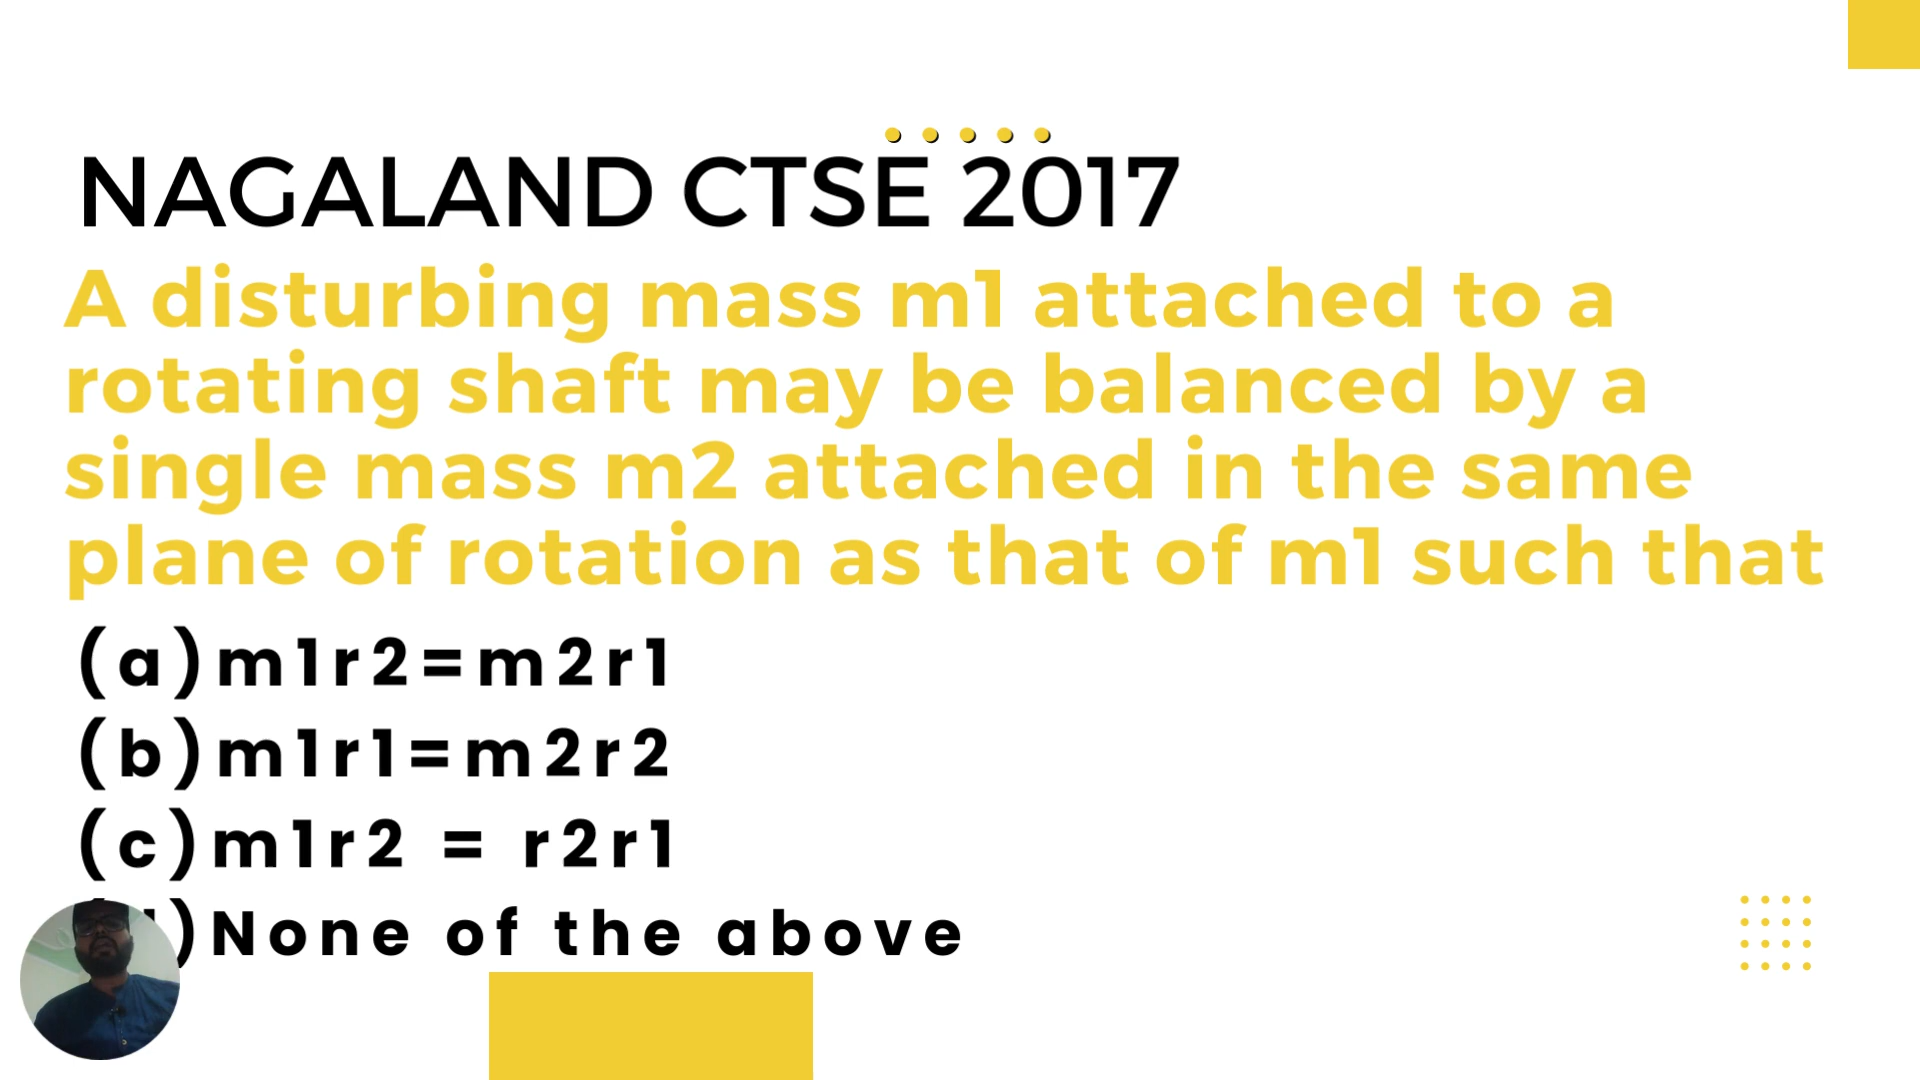 NAGALAND CTSE 2017
A disturbing mass m1 attached to a
rotating shaft may be balanced by a
single mass m2 attached in the same
plane of rotation as that of m1 such that
(a)m1r2=m2r1
(b)m1r1=m2r2
(c)m1r2 = r2r1
)None of the above